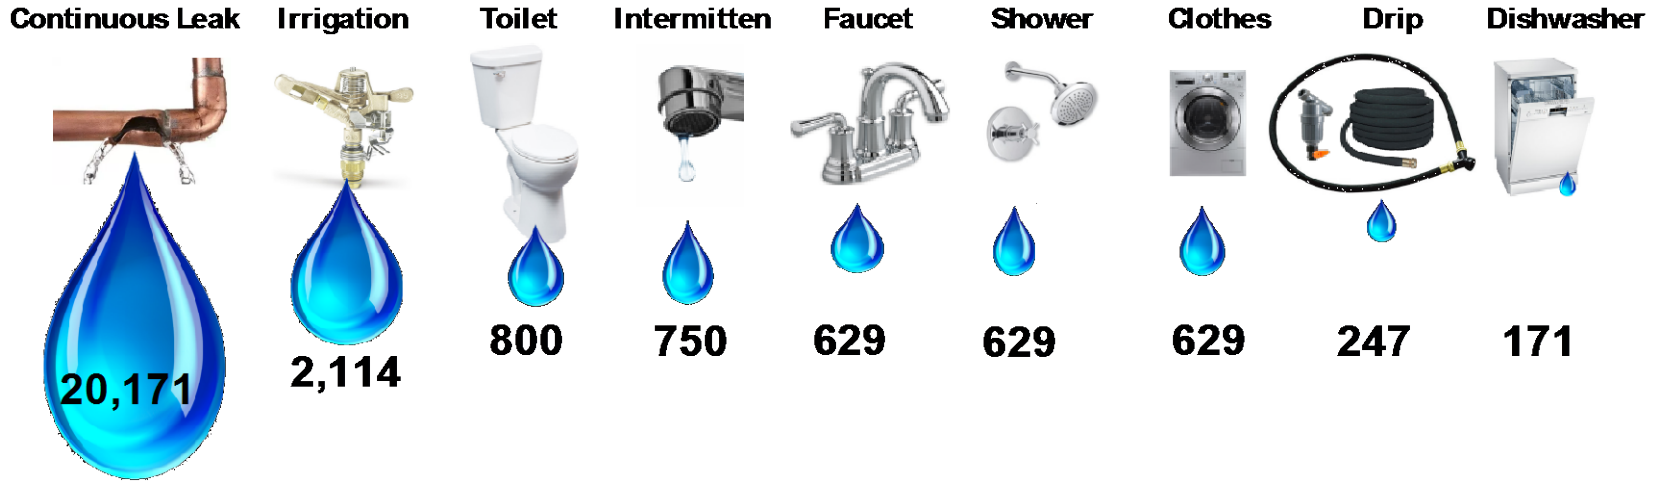 Continuous Leak Irrigation Toilet Intermitten Faucet Shower Clothes Drip Dishwasher
20,171 2,114 800 750 629 629 629 247 171